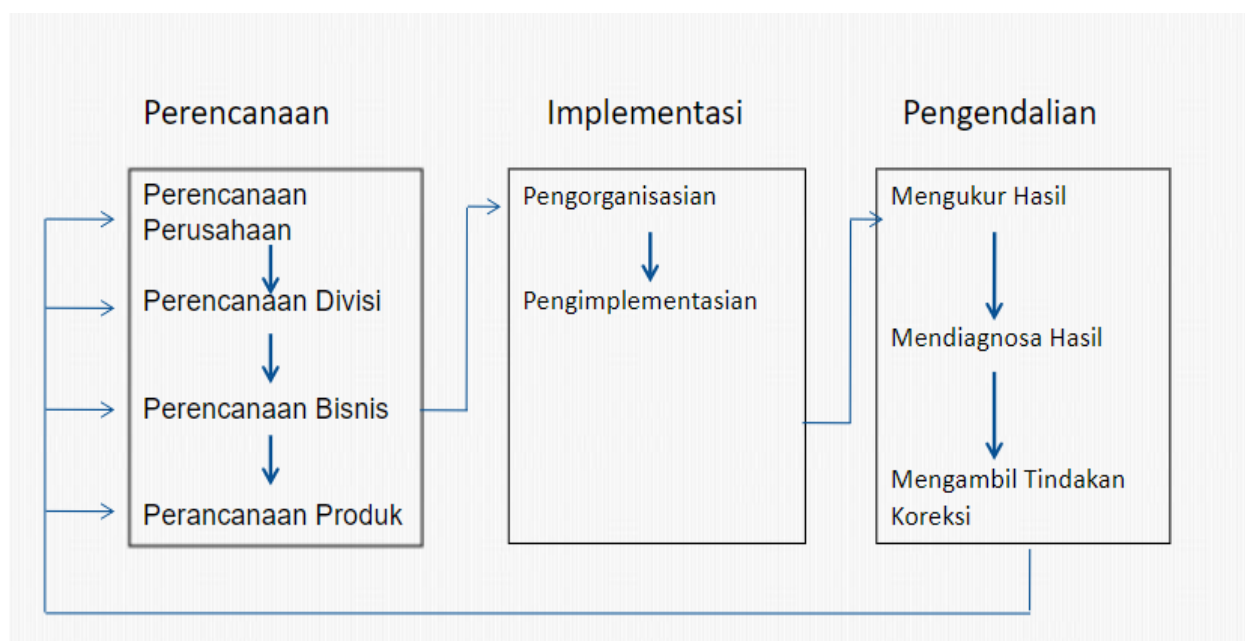 Perencanaan
Perencanaan
Perusahaan
Perencanaan Divisi
Perencanaan Bisnis
Perancanaan Produk
Implementasi
Pengorganisasian
Pengimplementasian
Pengendalian
Mengukur Hasil
Mendiagnosa Hasil
Mengambil Tindakan
Koreksi